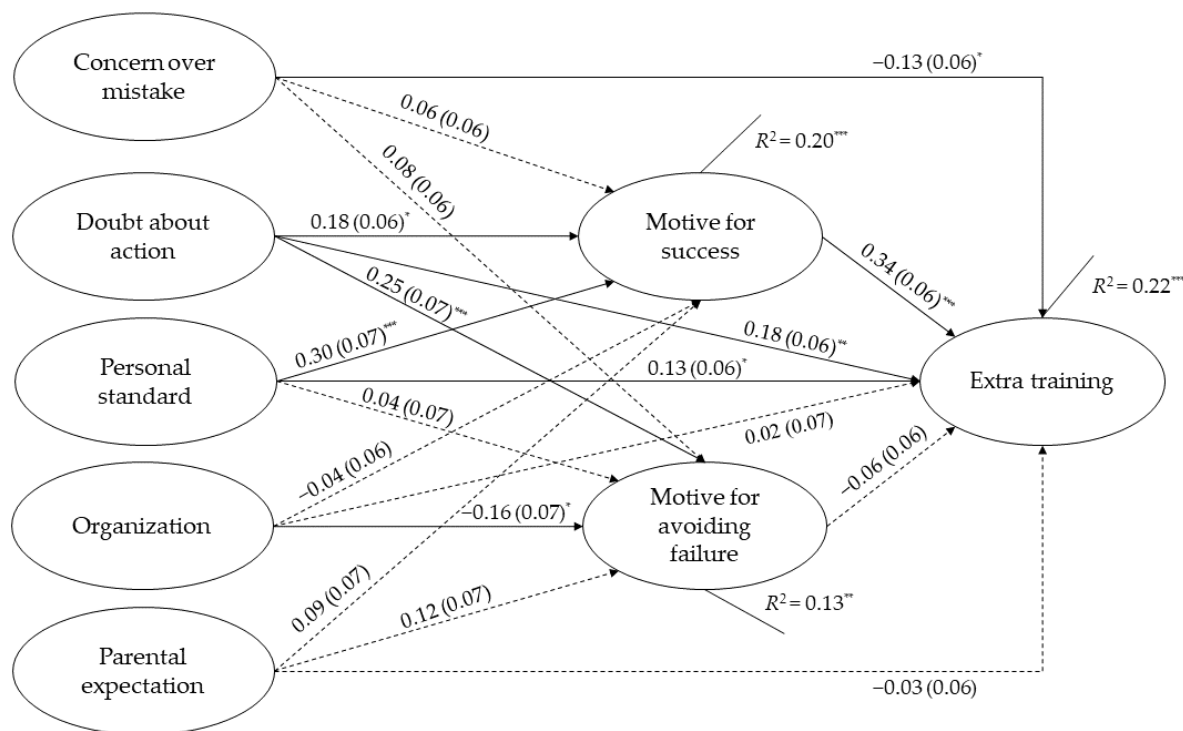 Concern over
mistake
−0.13 (0.06)*
0.06 (0.06)
0.08 (0.06)
R² = 0.20***
Doubt about
action
0.18 (0.06)*
Motive for
success
0.34 (0.06)***
0.25 (0.07)***
R² = 0.22***
0.18 (0.06)**
Personal
standard
0.30 (0.07)***
0.13 (0.06)*
Extra training
0.04 (0.07)
0.02 (0.07)
−0.04 (0.06)
−0.06 (0.06)
Organization
−0.16 (0.07)*
Motive for
avoiding
failure
0.09 (0.07)
0.12 (0.07)
R² = 0.13**
Parental
expectation
−0.03 (0.06)